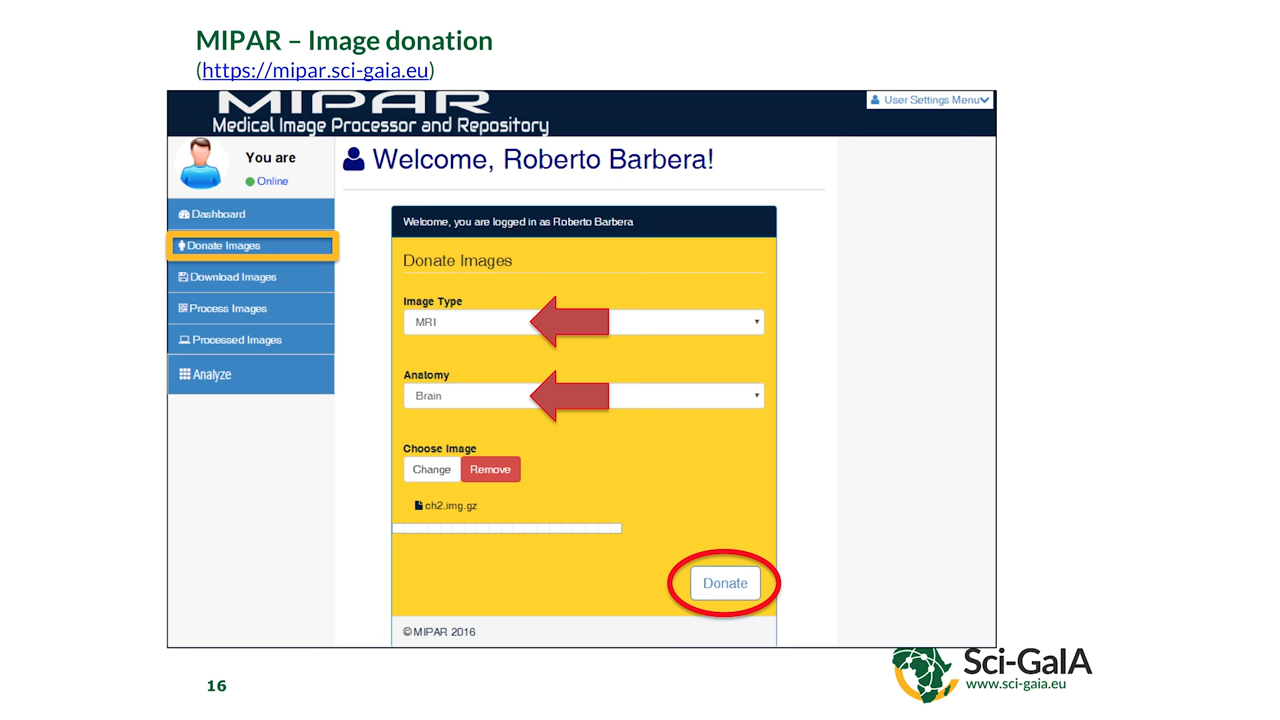 MIPAR – Image donation
(https://mipar.sci-gaia.eu)
MIPAR
Medical Image Processor and Repository
User Settings Menu
You are
Online
Welcome, Roberto Barbera!
Dashboard
Donate Images
Download Images
Process Images
Processed Images
Analyze
Welcome, you are logged in as Roberto Barbera
Donate Images
Image Type
MRI
Anatomy
Brain
Choose Image
Change Remove
ch2.img.gz
Donate
©MIPAR 2016
16
Sci-GaIA
www.sci-gaia.eu